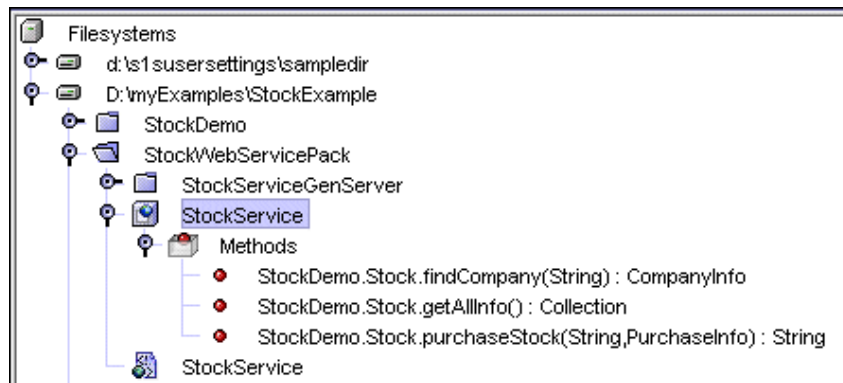 Filesystems
d:\s1susersettings\sampledir
D:\myExamples\StockExample
StockDemo
StockWebServicePack
StockServiceGenServer
StockService
Methods
StockDemo.Stock.findCompany(String) : CompanyInfo
StockDemo.Stock.getAllInfo() : Collection
StockDemo.Stock.purchaseStock(String,PurchaseInfo) : String
StockService